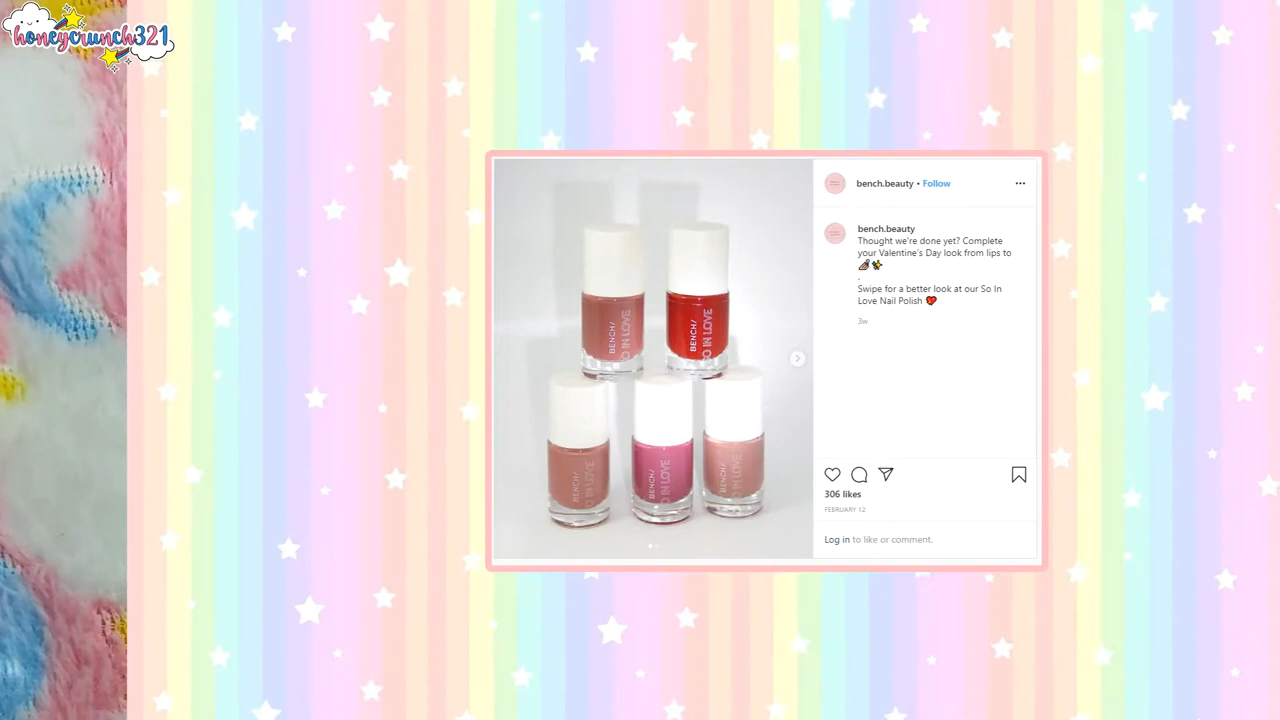 honeycrunch321
bench.beauty • Follow
bench.beauty
Thought we're done yet? Complete
your Valentine's Day look from lips to
💅✨
.
Swipe for a better look at our So In
Love Nail Polish 💖
3w
BENCH/
SO IN LOVE
BENCH/
SO IN LOVE
BENCH/
SO IN LOVE
BENCH/
SO IN LOVE
BENCH/
SO IN LOVE
306 likes
FEBRUARY 12
Log in to like or comment.